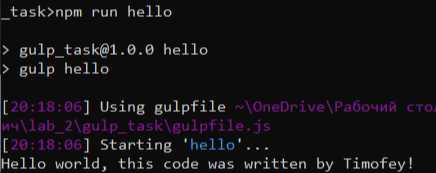 _task>npm run hello
> gulp_task@1.0.0 hello
> gulp hello
[20:18:06] Using gulpfile ~\OneDrive\Рабочий сто
ич\lab_2\gulp_task\gulpfile.js
[20:18:06] Starting 'hello'...
Hello world, this code was written by Timofey!